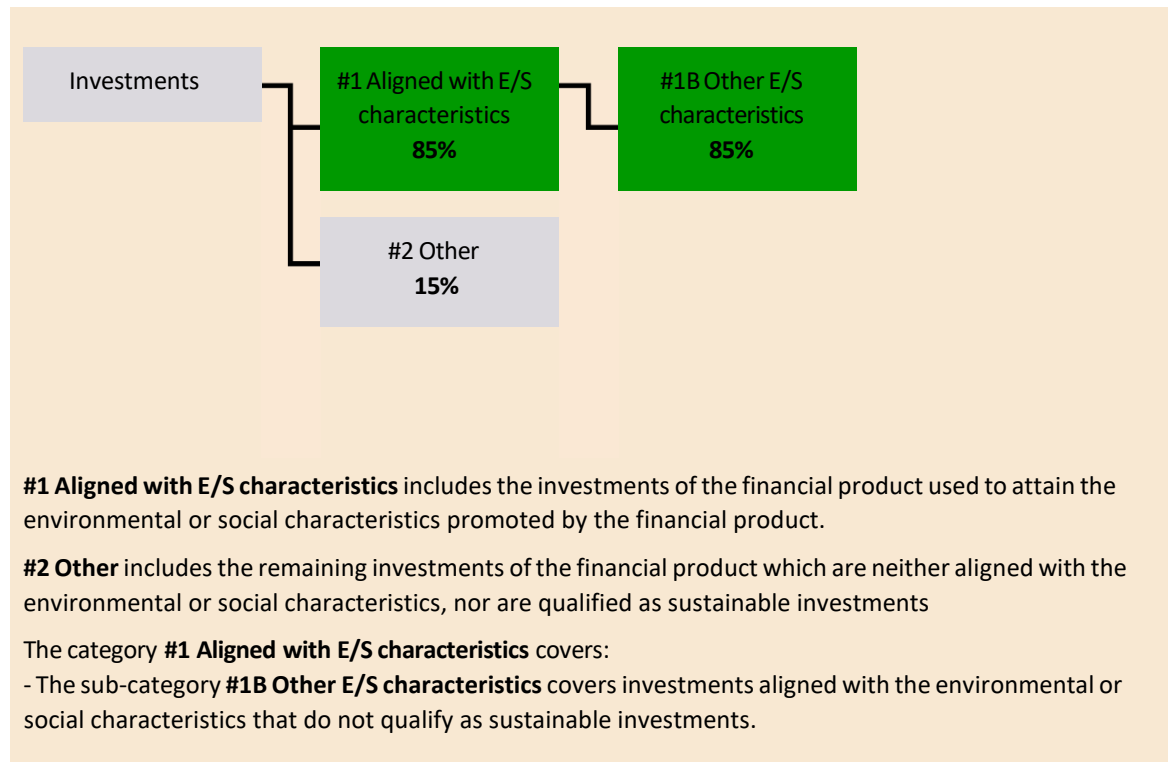 Investments
#1 Aligned with E/S
characteristics
85%
#1B Other E/S
characteristics
85%
#2 Other
15%
#1 Aligned with E/S characteristics includes the investments of the financial product used to attain the
environmental or social characteristics promoted by the financial product.
#2 Other includes the remaining investments of the financial product which are neither aligned with the
environmental or social characteristics, nor are qualified as sustainable investments
The category #1 Aligned with E/S characteristics covers:
- The sub-category #1B Other E/S characteristics covers investments aligned with the environmental or
social characteristics that do not qualify as sustainable investments.